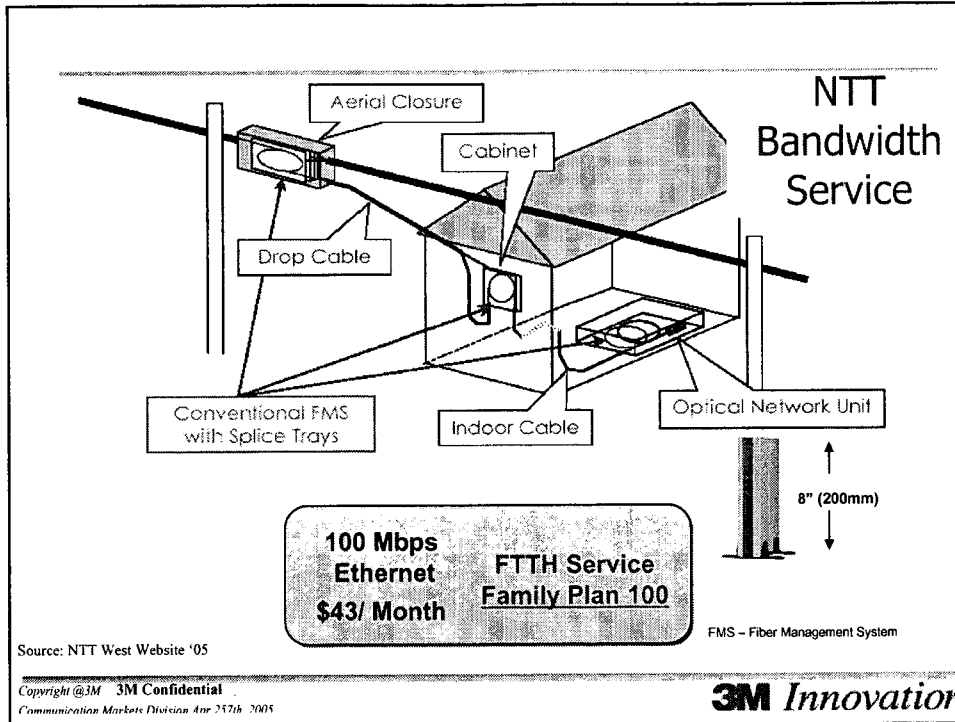 NTT
Bandwidth
Service
Aerial Closure
Cabinet
Drop Cable
Conventional FMS
with Splice Trays
Indoor Cable
Optical Network Unit
8" (200mm)
100 Mbps
Ethernet
$43/ Month
FTTH Service
Family Plan 100
FMS – Fiber Management System
Source: NTT West Website '05
Copyright @3M 3M Confidential
Communication Markets Division Apr 257th, 2005
3M Innovation